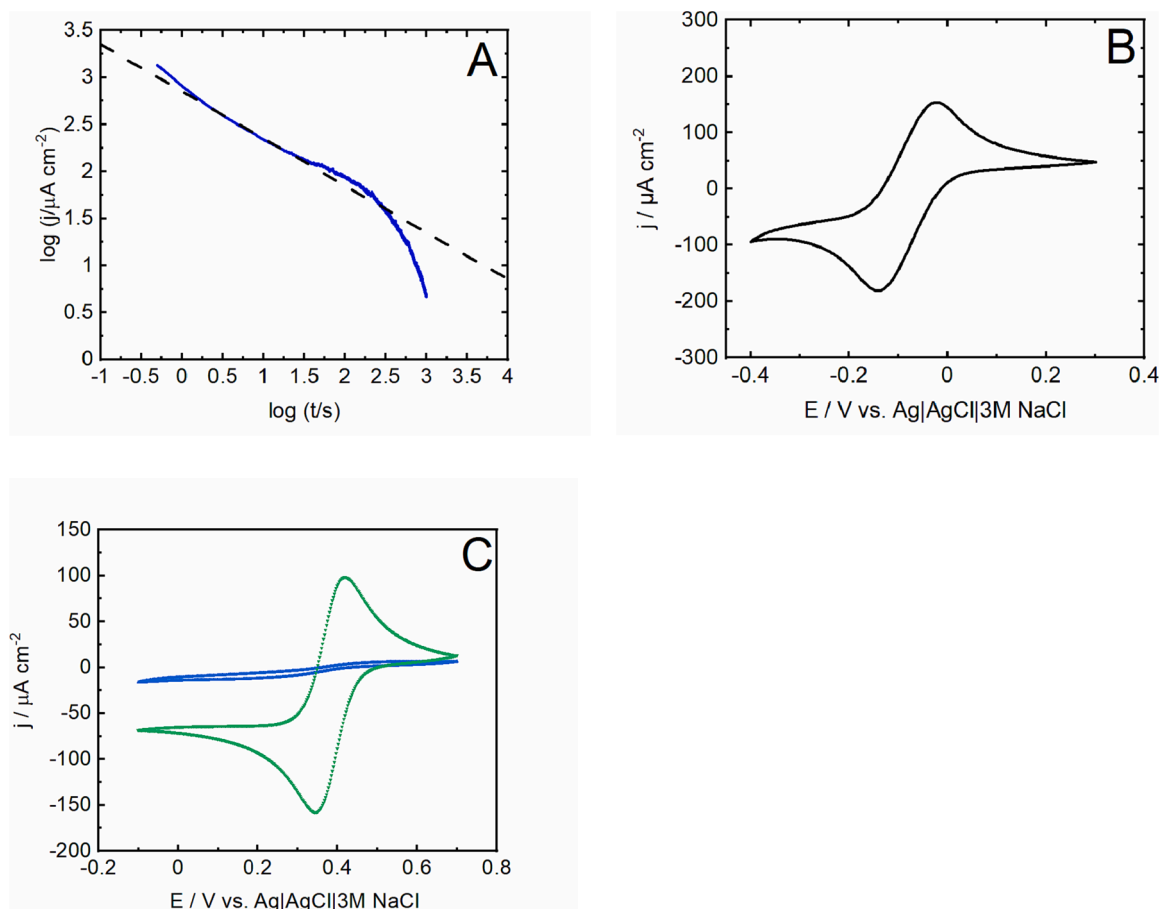 A
log (j/µA cm⁻²)
3.5
3
2.5
2
1.5
1
0.5
0
-1 -0.5 0 0.5 1 1.5 2 2.5 3 3.5 4
log (t/s)
B
j / µA cm⁻²
300
200
100
0
-100
-200
-300
-0.4 -0.2 0 0.2 0.4
E / V vs. Ag|AgCl|3M NaCl
C
j / µA cm⁻²
150
100
50
0
-50
-100
-150
-200
-0.2 0 0.2 0.4 0.6 0.8
E / V vs. Ag|AgCl|3M NaCl